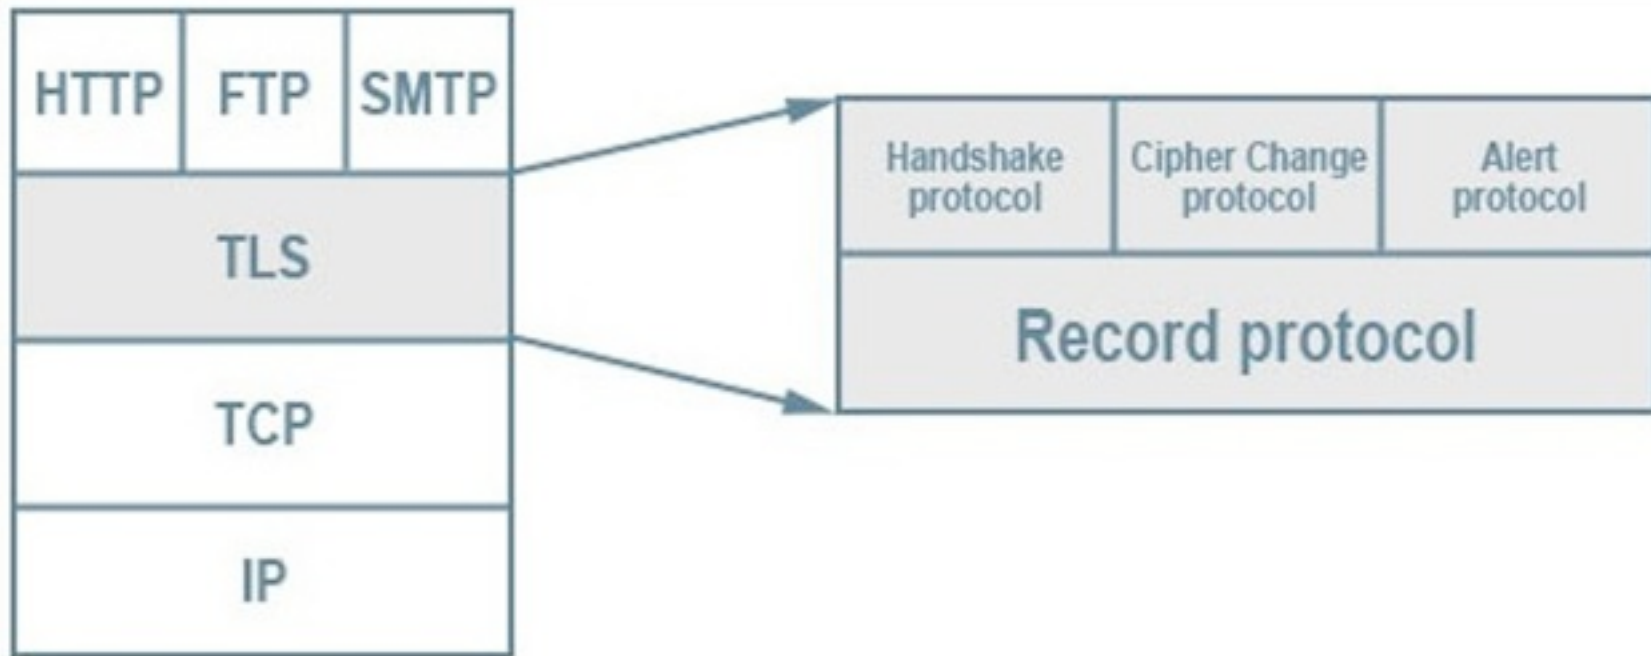 HTTP FTP SMTP
TLS
TCP
IP
Handshake protocol
Cipher Change protocol
Alert protocol
Record protocol